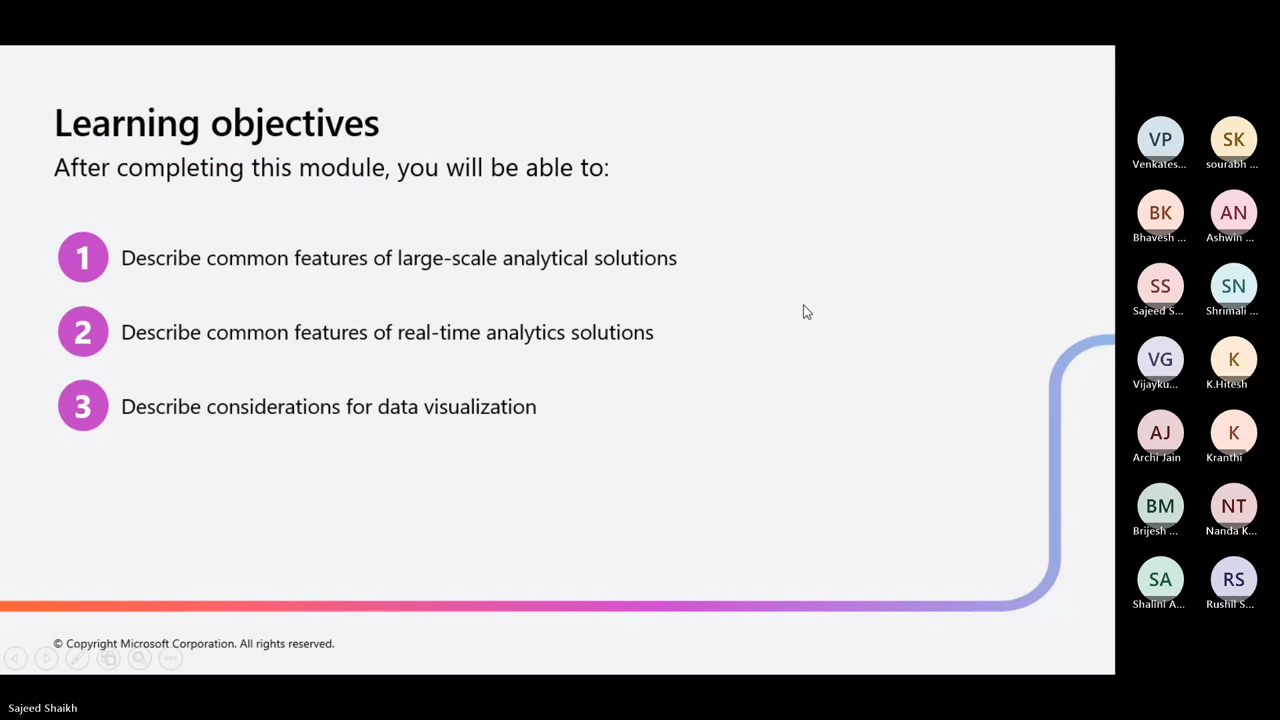 Learning objectives
After completing this module, you will be able to:
1 Describe common features of large-scale analytical solutions
2 Describe common features of real-time analytics solutions
3 Describe considerations for data visualization
© Copyright Microsoft Corporation. All rights reserved.
VP SK
Venkates... sourabh ...
BK AN
Bhavesh ... Ashwin ...
SS SN
Sajeed S... Shrimali ...
VG K
Vijayku... K.Hitesh
AJ K
Archi Jain Kranthi
BM NT
Brijesh ... Nanda K...
SA RS
Shalini A... Rushil S...
Sajeed Shaikh